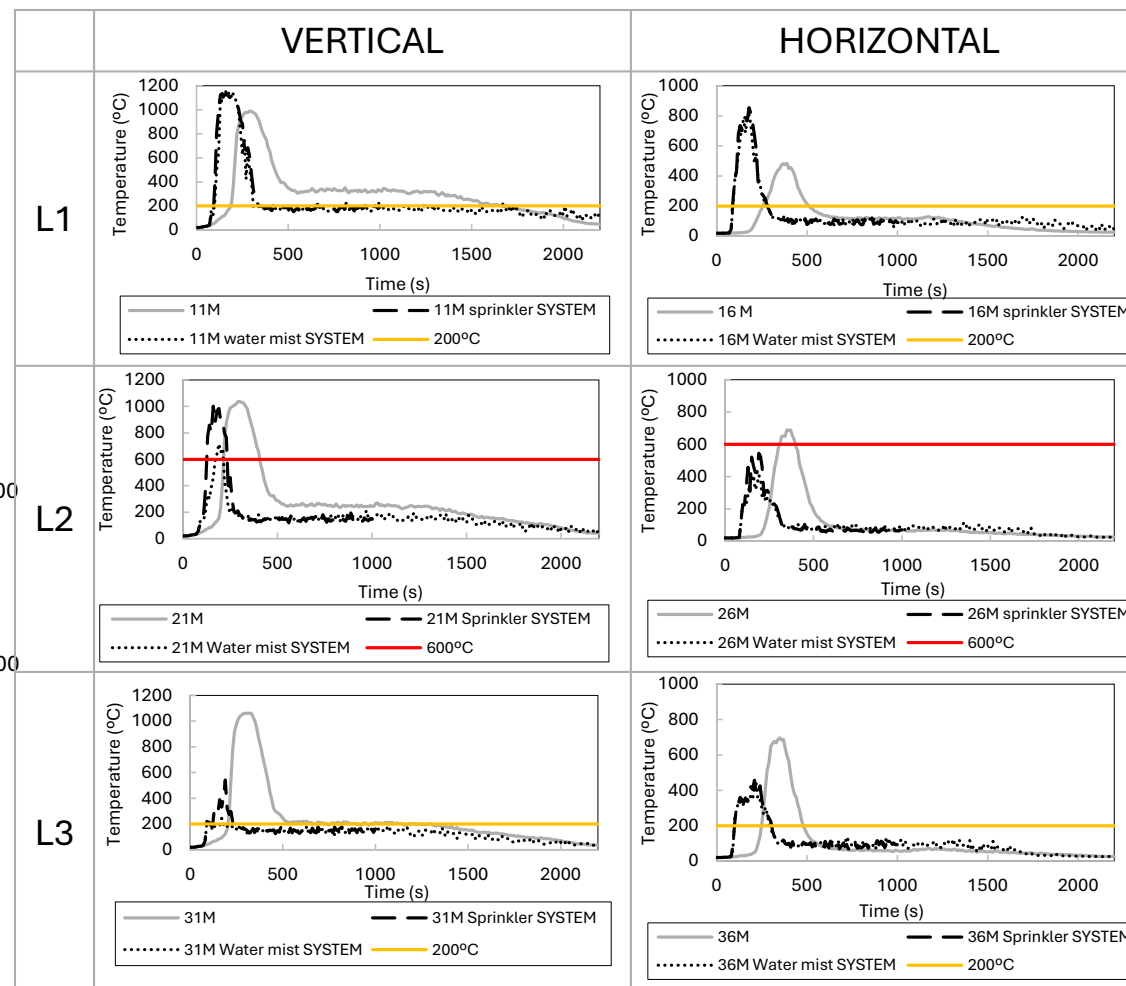 VERTICAL
HORIZONTAL
L1
Temperature (ºC)
1200
1000
800
600
400
200
0
0 500 1000 1500 2000
Time (s)
11M 11M sprinkler SYSTEM
11M water mist SYSTEM 200ºC
Temperature (ºC)
1000
800
600
400
200
0
0 500 1000 1500 2000
Time (s)
16 M 16M sprinkler SYSTEM
16M Water mist SYSTEM 200ºC
00
L2
Temperature (ºC)
1200
1000
800
600
400
200
0
0 500 1000 1500 2000
Time (s)
21M 21M Sprinkler SYSTEM
21M Water mist SYSTEM 600ºC
Temperature (ºC)
1000
800
600
400
200
0
0 500 1000 1500 2000
Time (s)
26M 26M sprinkler SYSTEM
26M Water mist SYSTEM 600ºC
00
L3
Temperature (ºC)
1200
1000
800
600
400
200
0
0 500 1000 1500 2000
Time (s)
31M 31M Sprinkler SYSTEM
31M Water mist SYSTEM 200ºC
Temperature (ºC)
1000
800
600
400
200
0
0 500 1000 1500 2000
Time (s)
36M 36M Sprinkler SYSTEM
36M Water mist SYSTEM 200ºC